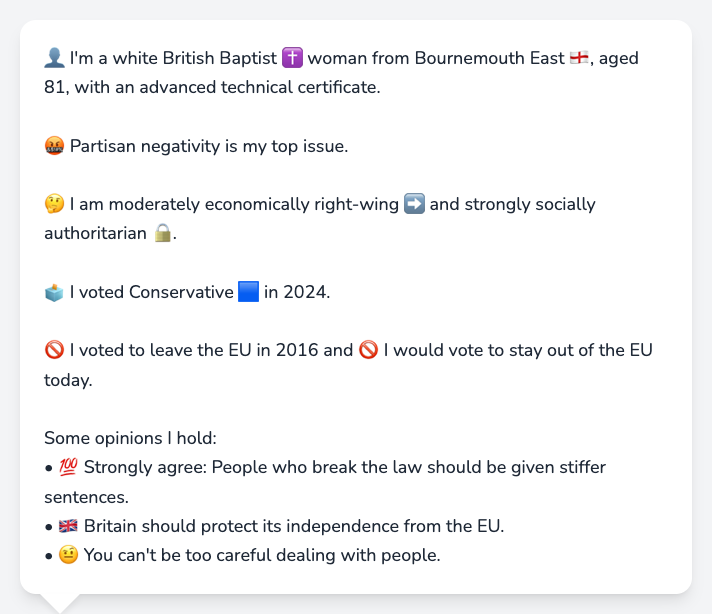 👤 I'm a white British Baptist ✝️ woman from Bournemouth East 🏴󠁧󠁢󠁥󠁮󠁧󠁿, aged
81, with an advanced technical certificate.
🤬 Partisan negativity is my top issue.
🤔 I am moderately economically right-wing ➡️ and strongly socially
authoritarian 🔒.
🗳️ I voted Conservative 🟦 in 2024.
🚫 I voted to leave the EU in 2016 and 🚫 I would vote to stay out of the EU
today.
Some opinions I hold:
• 💯 Strongly agree: People who break the law should be given stiffer
sentences.
• 🇬🇧 Britain should protect its independence from the EU.
• 🤨 You can't be too careful dealing with people.